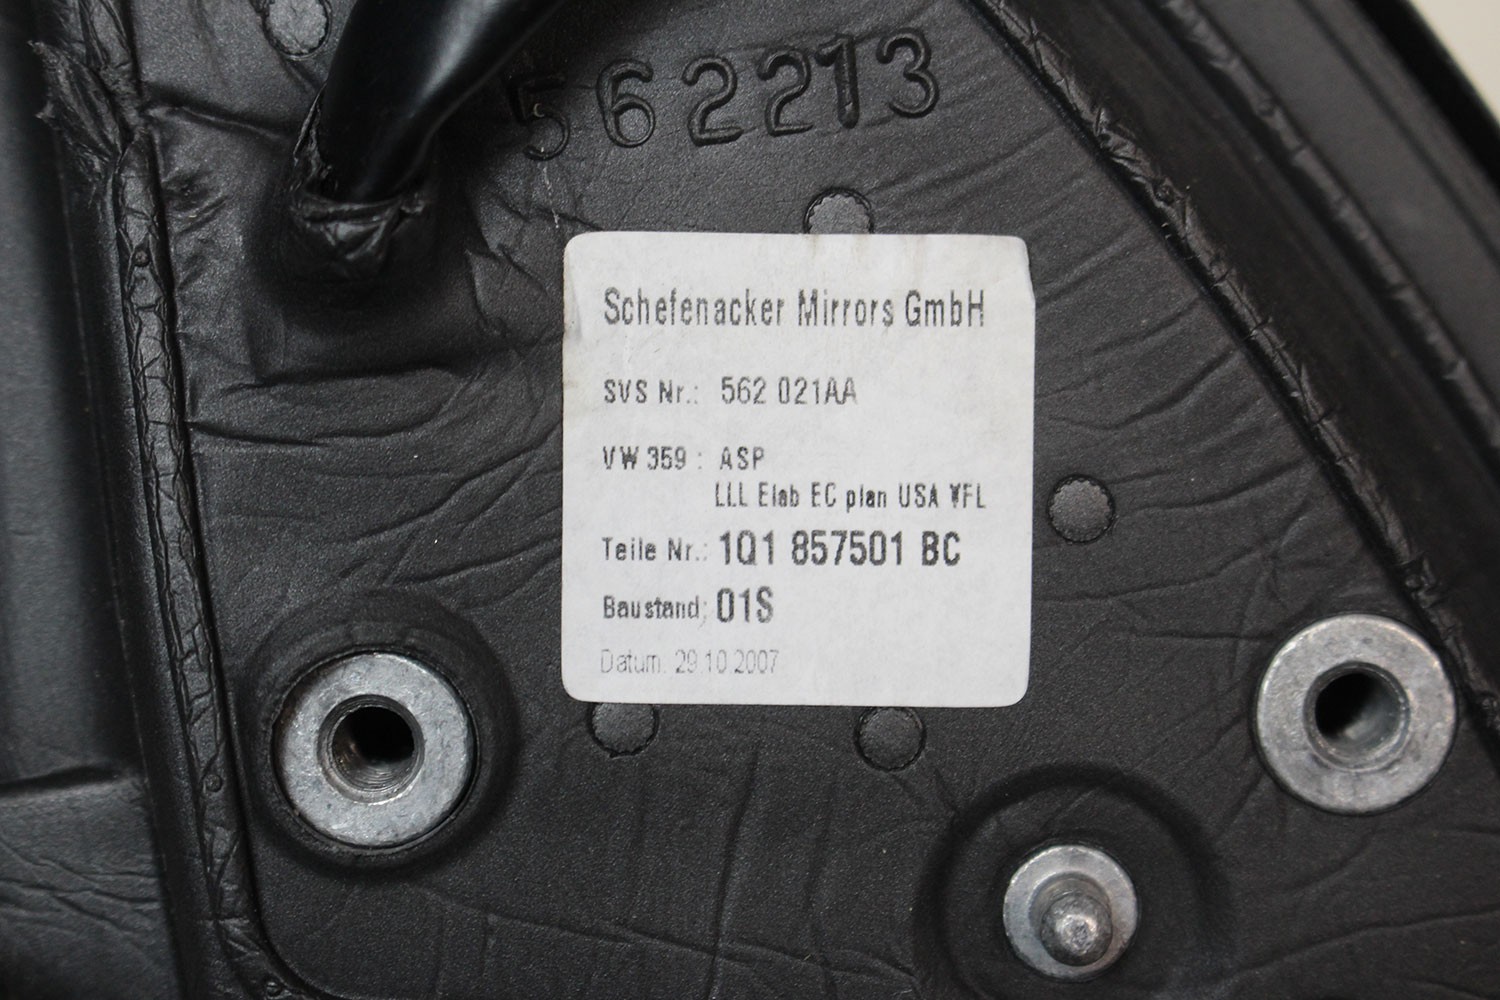 562213
Schefenacker Mirrors GmbH
SVS Nr.: 562 021AA
VW 359 : ASP
LLL Elab EC plan USA ¥FL
Teile Nr.: 1Q1 857501 BC
Baustand: 01S
Datum: 29.10.2007